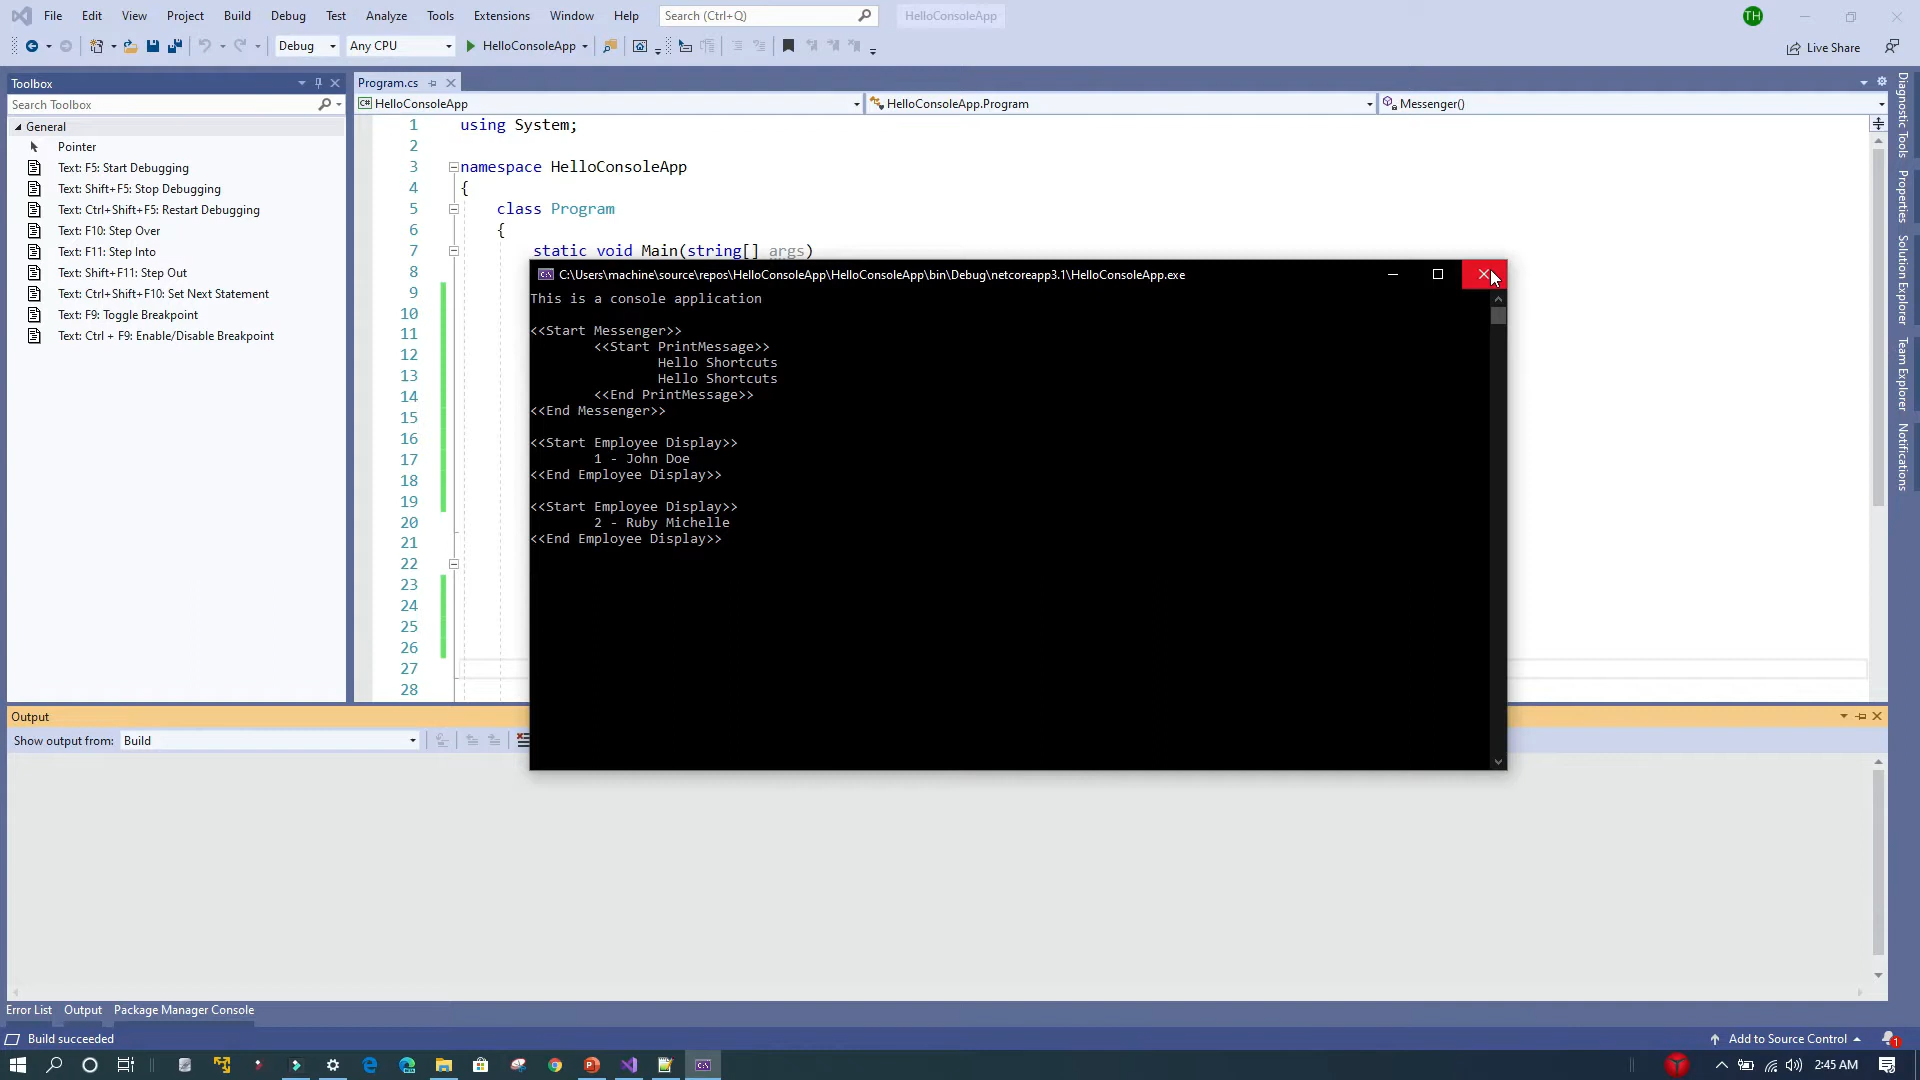 File Edit View Project Build Debug Test Analyze Tools Extensions Window Help Search (Ctrl+Q) HelloConsoleApp TH
Debug Any CPU HelloConsoleApp Live Share
Toolbox
Search Toolbox
General
Pointer
Text: F5: Start Debugging
Text: Shift+F5: Stop Debugging
Text: Ctrl+Shift+F5: Restart Debugging
Text: F10: Step Over
Text: F11: Step Into
Text: Shift+F11: Step Out
Text: Ctrl+Shift+F10: Set Next Statement
Text: F9: Toggle Breakpoint
Text: Ctrl + F9: Enable/Disable Breakpoint
Program.cs
C# HelloConsoleApp HelloConsoleApp.Program Messenger()
1 using System;
2
3 namespace HelloConsoleApp
4 {
5 class Program
6 {
7 static void Main(string[] args)
8
9
10
11
12
13
14
15
16
17
18
19
20
21
22
23
24
25
26
27
28
C:\Users\machine\source\repos\HelloConsoleApp\HelloConsoleApp\bin\Debug\netcoreapp3.1\HelloConsoleApp.exe
This is a console application
<<Start Messenger>>
<<Start PrintMessage>>
Hello Shortcuts
Hello Shortcuts
<<End PrintMessage>>
<<End Messenger>>
<<Start Employee Display>>
1 - John Doe
<<End Employee Display>>
<<Start Employee Display>>
2 - Ruby Michelle
<<End Employee Display>>
Diagnostic Tools
Properties
Solution Explorer
Team Explorer
Notifications
Output
Show output from: Build
Error List Output Package Manager Console
Build succeeded Add to Source Control 1
2:45 AM